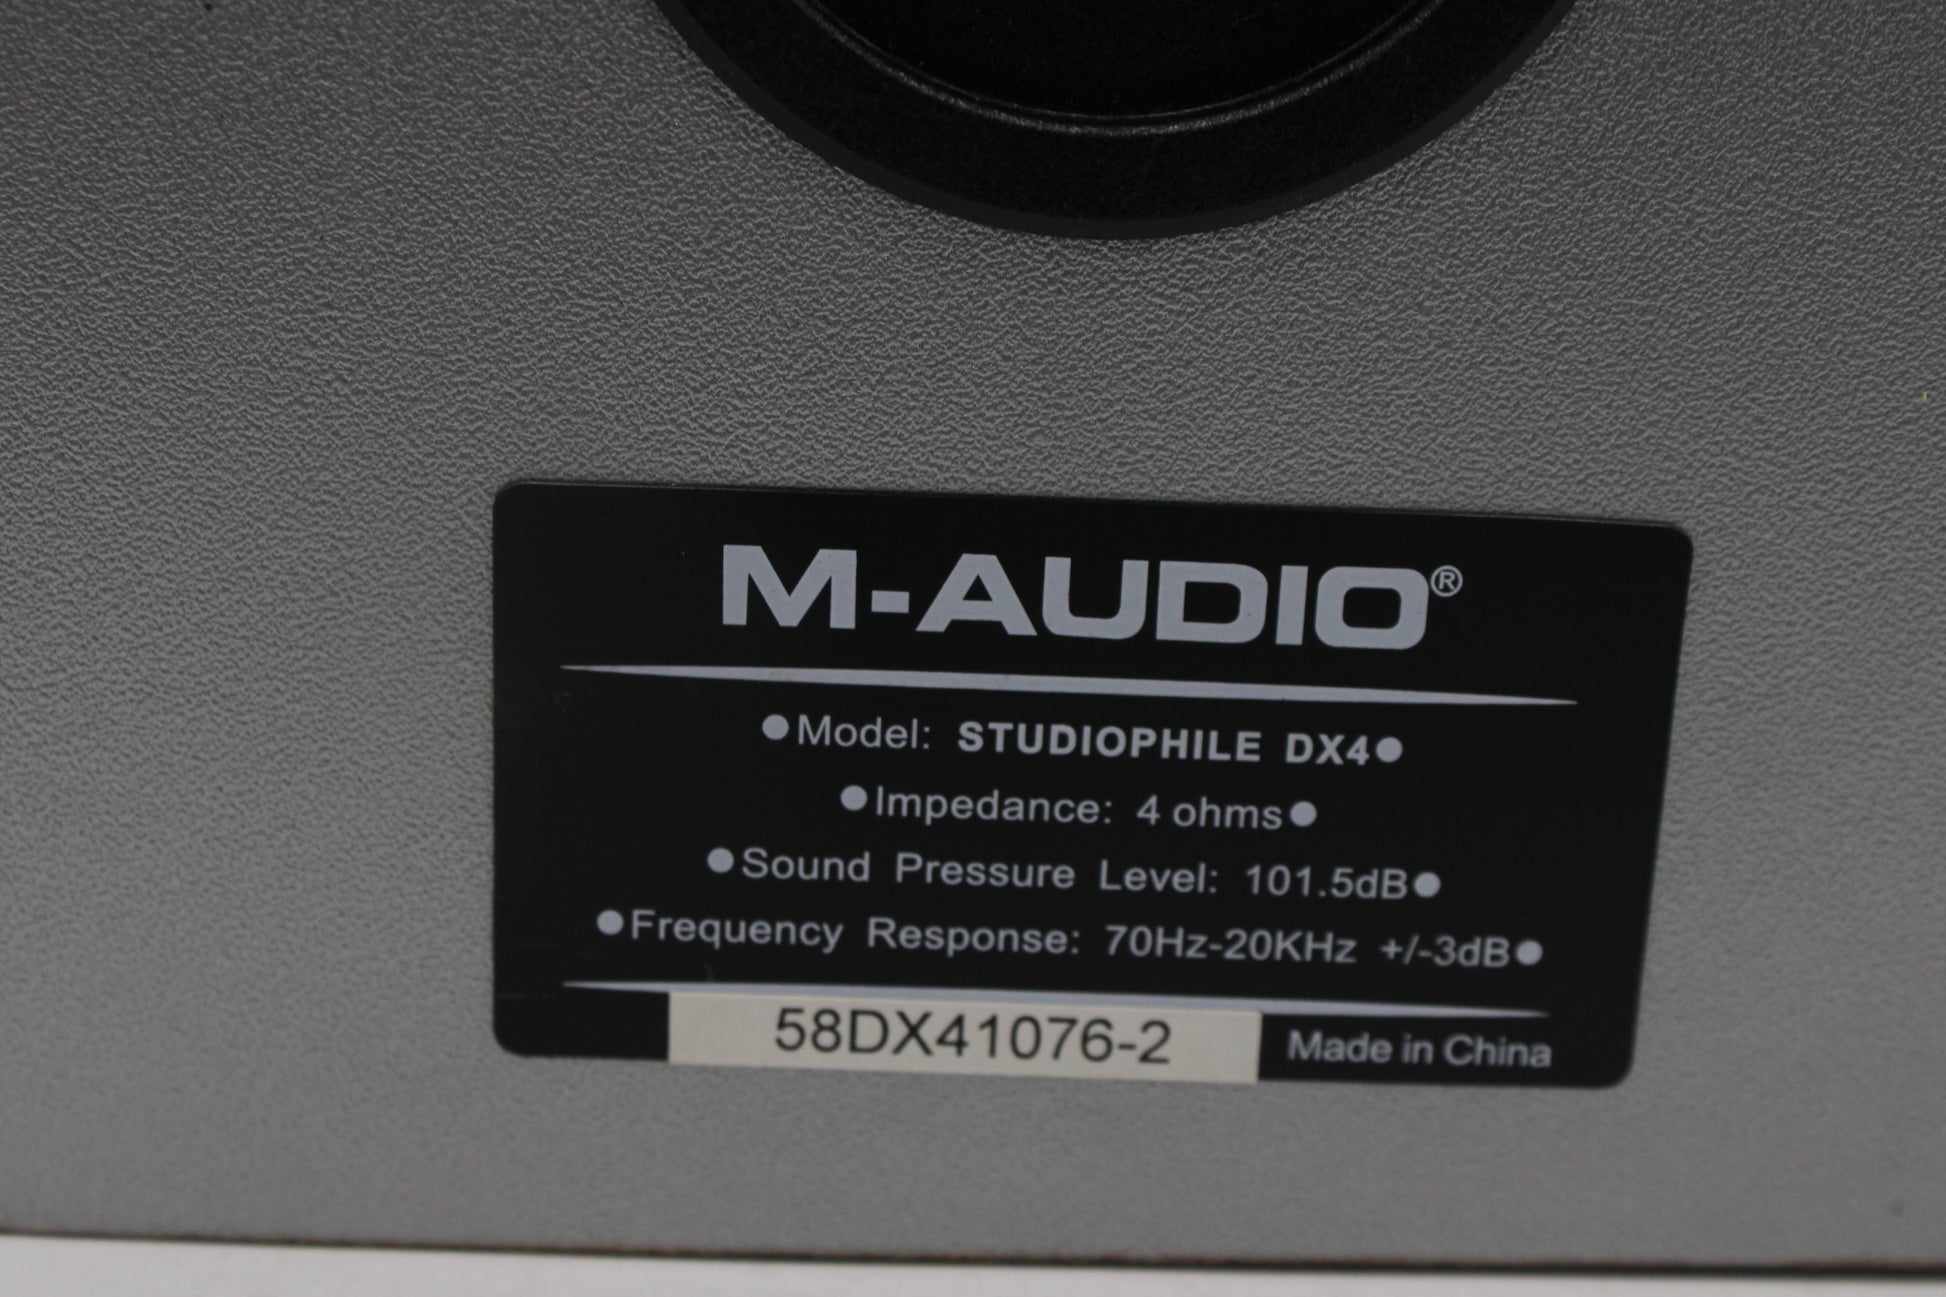 M-AUDIO®
●Model: STUDIOPHILE DX4●
●Impedance: 4 ohms●
●Sound Pressure Level: 101.5dB●
●Frequency Response: 70Hz-20KHz +/-3dB●
58DX41076-2
Made in China